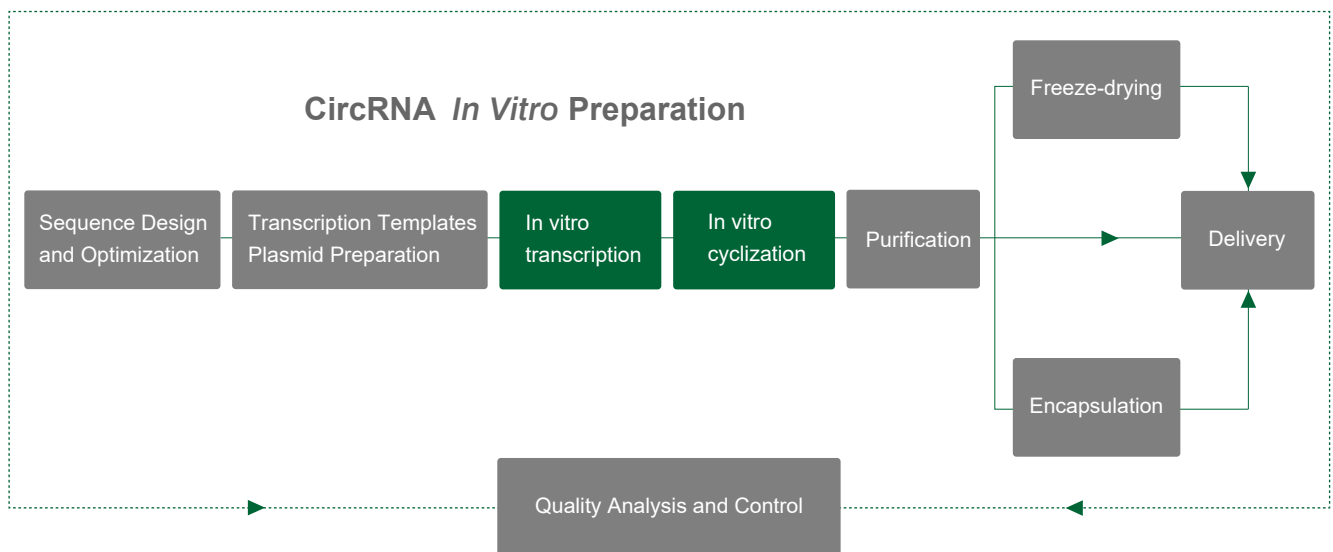 CircRNA In Vitro Preparation
Freeze-drying
Sequence Design
and Optimization
Transcription Templates
Plasmid Preparation
In vitro
transcription
In vitro
cyclization
Purification
Delivery
Encapsulation
Quality Analysis and Control